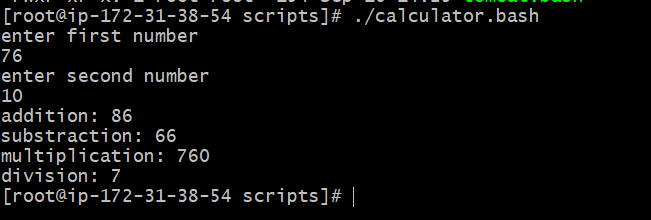 [root@ip-172-31-38-54 scripts]# ./calculator.bash
enter first number
76
enter second number
10
addition: 86
substraction: 66
multiplication: 760
division: 7
[root@ip-172-31-38-54 scripts]#